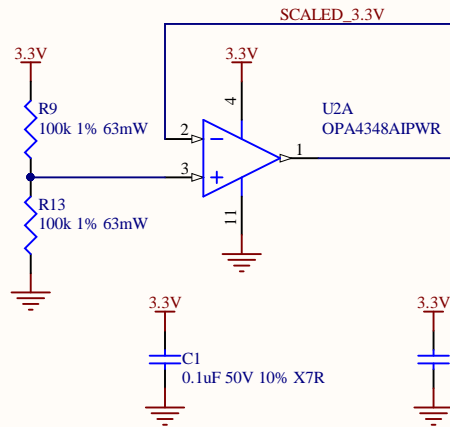 SCALED_3.3V
3.3V
3.3V
R9
100k 1% 63mW
4
U2A
OPA4348AIPWR
2
1
3
R13
100k 1% 63mW
11
3.3V
3.3V
C1
0.1uF 50V 10% X7R